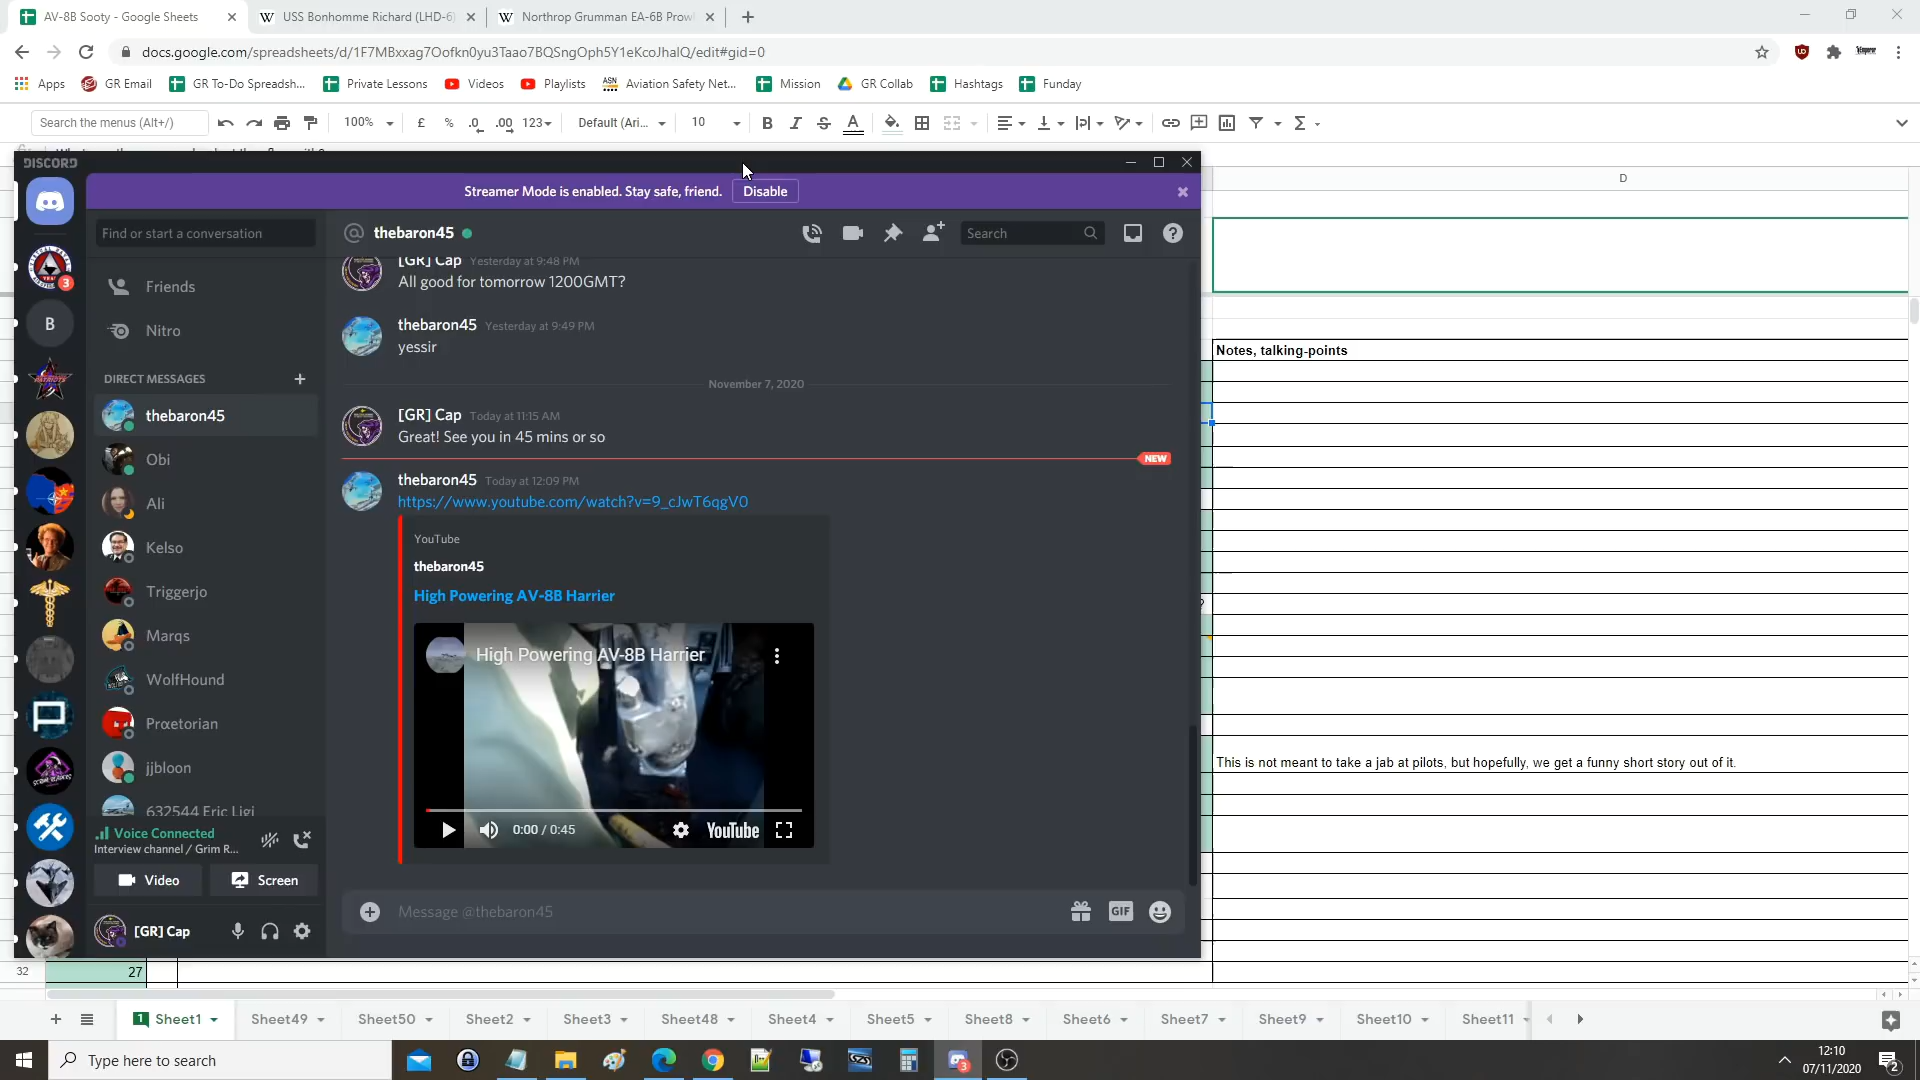 AV-8B Sooty - Google Sheets
USS Bonhomme Richard (LHD-6)
Northrop Grumman EA-6B Prowl
docs.google.com/spreadsheets/d/1F7MBxxag7Oofkn0yu3Taao7BQSngOph5Y1eKcoJhalQ/edit#gid=0
Apps GR Email GR To-Do Spreadsh... Private Lessons Videos Playlists ASN Aviation Safety Net... Mission GR Collab Hashtags Funday
Search the menus (Alt+/) 100% £ % .0 .00 123 Default (Ari... 10 B I S A
DISCORD
Streamer Mode is enabled. Stay safe, friend. Disable
D
Find or start a conversation
@ thebaron45
Search
Friends
Nitro
DIRECT MESSAGES
thebaron45
Obi
Ali
Kelso
Triggerjo
Marqs
WolfHound
Prœtorian
jjbloon
632544 Eric Ligi
3
B
PATRIOTS
[GR] Cap Yesterday at 9:48 PM
All good for tomorrow 1200GMT?
thebaron45 Yesterday at 9:49 PM
yessir
November 7, 2020
[GR] Cap Today at 11:15 AM
Great! See you in 45 mins or so
NEW
thebaron45 Today at 12:09 PM
https://www.youtube.com/watch?v=9_cJwT6qgV0
YouTube
thebaron45
High Powering AV-8B Harrier
High Powering AV-8B Harrier
0:00 / 0:45 YouTube
Message @thebaron45
GIF
Voice Connected
Interview channel / Grim R...
Video Screen
[GR] Cap
Notes, talking-points
?
This is not meant to take a jab at pilots, but hopefully, we get a funny short story out of it.
32 27
1 Sheet1 Sheet49 Sheet50 Sheet2 Sheet3 Sheet48 Sheet4 Sheet5 Sheet8 Sheet6 Sheet7 Sheet9 Sheet10 Sheet11
Type here to search
3
12:10
07/11/2020
2